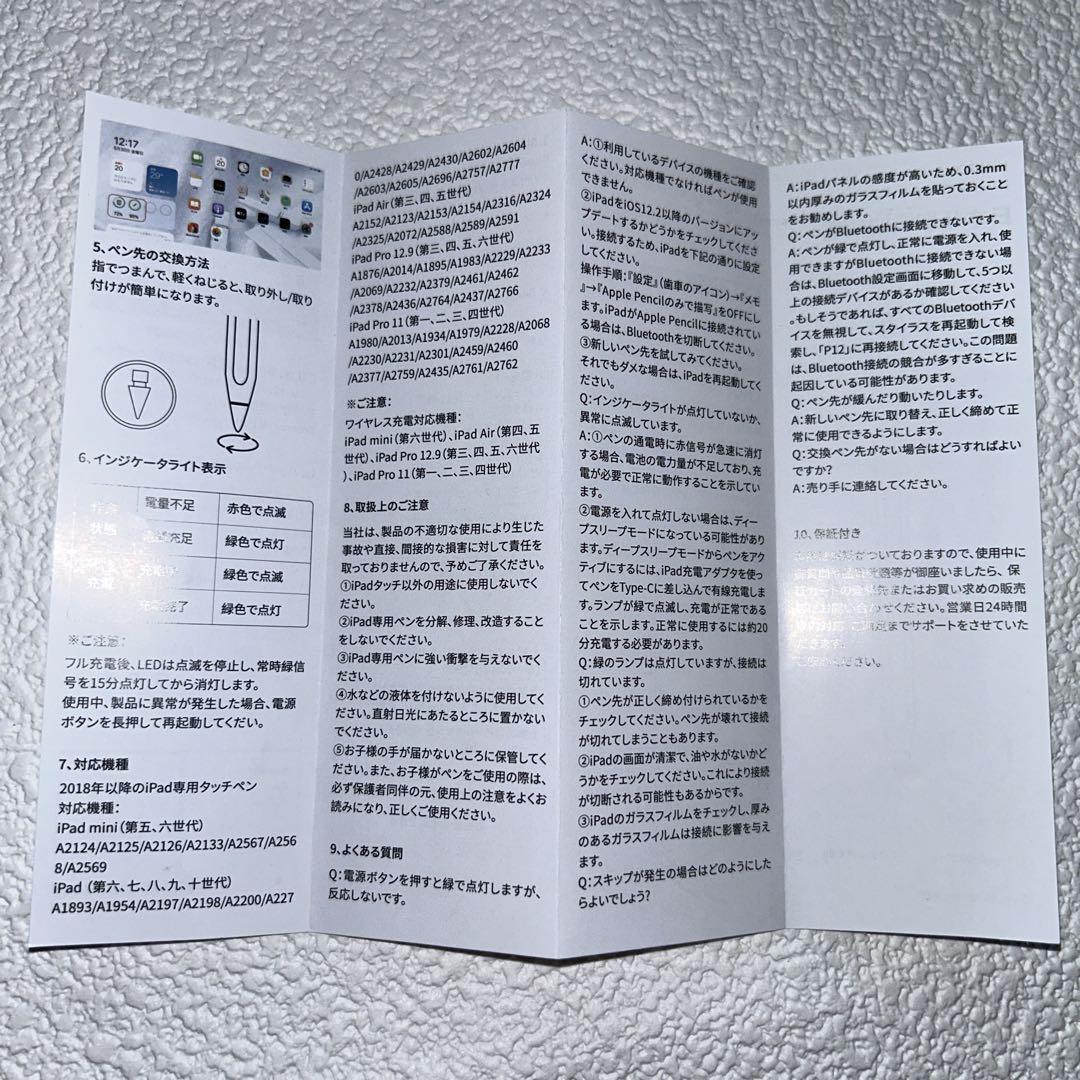 12:17
20
20
29°
72%
95%
5、ペン先の交換方法
指でつまんで、軽くねじると、取り外し/取り
付けが簡単になります。
6、インジケータライト表示
電量不足 赤色で点滅
状態 充足 緑色で点灯
緑色で点滅
緑色で点灯
※ご注意：
フル充電後、LEDは点滅を停止し、常時緑信
号を15分点灯してから消灯します。
使用中、製品に異常が発生した場合、電源
ボタンを長押して再起動してくだい。
7、対応機種
2018年以降のiPad専用タッチペン
対応機種：
iPad mini（第五、六世代）
A2124/A2125/A2126/A2133/A2567/A256
8/A2569
iPad （第六、七、八、九、十世代）
A1893/A1954/A2197/A2198/A2200/A227
0/A2428/A2429/A2430/A2602/A2604
/A2603/A2605/A2696/A2757/A2777
iPad Air（第三、四、五世代）
A2152/A2123/A2153/A2154/A2316/A2324
/A2325/A2072/A2588/A2589/A2591
iPad Pro 12.9（第三、四、五、六世代）
A1876/A2014/A1895/A1983/A2229/A2233
/A2069/A2232/A2379/A2461/A2462
/A2378/A2436/A2764/A2437/A2766
iPad Pro 11（第一、二、三、四世代）
A1980/A2013/A1934/A1979/A2228/A2068
/A2230/A2231/A2301/A2459/A2460
/A2377/A2759/A2435/A2761/A2762
※ご注意：
ワイヤレス充電対応機種：
iPad mini（第六世代）、iPad Air（第四、五
世代）、iPad Pro 12.9（第三、四、五、六世代
）、iPad Pro 11（第一、二、三、四世代）
8、取扱上のご注意
当社は、製品の不適切な使用により生じた
事故や直接、間接的な損害に対して責任を
取っておりませんので、予めご了承ください。
①iPadタッチ以外の用途に使用しないでく
ださい。
②iPad専用ペンを分解、修理、改造すること
をしないでください。
③iPad専用ペンに強い衝撃を与えないでく
ださい。
④水などの液体を付けないように使用してく
ださい。直射日光にあたるところに置かない
でください。
⑤お子様の手が届かないところに保管してく
ださい。また、お子様がペンをご使用の際は、
必ず保護者同伴の元、使用上の注意をよくお
読みになり、正しくご使用ください。
9、よくある質問
Q：電源ボタンを押すと緑で点灯しますが、
反応しないです。
A：①利用しているデバイスの機種をご確認
ください。対応機種でなければペンが使用
できません。
②iPadをiOS12.2以降のバージョンにアッ
プデートするかどうかをチェックしてくださ
い。接続するため、iPadを下記の通りに設定
してください。
操作手順：『設定』（歯車のアイコン）→『メモ
』→『Apple Pencilのみで描写』をOFFにし
ます。iPadがApple Pencilに接続されてい
る場合は、Bluetoothを切断してください。
③新しいペン先を試してみてください。
それでもダメな場合は、iPadを再起動してく
ださい。
Q：インジケータライトが点灯していないか、
異常に点滅しています。
A：①ペンの通電時に赤信号が急速に消灯
する場合、電池の電力量が不足しており、充
電が必要で正常に動作することを示してい
ます。
②電源を入れて点灯しない場合は、ディー
プスリープモードになっている可能性があり
ます。ディープスリープモードからペンをアク
ティブにするには、iPad充電アダプタを使っ
てペンをType-Cに差し込んで有線充電しま
す。ランプが緑で点滅し、充電が正常である
ことを示します。正常に使用するには約20
分充電する必要があります。
Q：緑のランプは点灯していますが、接続は
切れています。
①ペン先が正しく締め付けられているかを
チェックしてください。ペン先が壊れて接続
が切れてしまうこともあります。
②iPadの画面が清潔で、油や水がないかど
うかをチェックしてください。これにより接続
が切断される可能性もあるからです。
③iPadのガラスフィルムをチェックし、厚み
のあるガラスフィルムは接続に影響を与え
ます。
Q：スキップが発生の場合はどのようにした
らよいでしょう？
A：iPadパネルの感度が高いため、0.3mm
以内厚みのガラスフィルムを貼っておくこと
をお勧めします。
Q：ペンがBluetoothに接続できないです。
A：ペンが緑で点灯し、正常に電源を入れ、使
用できますがBluetoothに接続できない場
合は、Bluetooth設定画面に移動して、5つ以
上の接続デバイスがあるか確認してください
。もしそうであれば、すべてのBluetoothデバ
イスを無視して、スタイラスを再起動して検
索し、「P12」に再接続してください。この問題
は、Bluetooth接続の競合が多すぎることに
起因している可能性があります。
Q：ペン先が緩んだり動いたりします。
A：新しいペン先に取り替え、正しく締めて正
常に使用できるようにします。
Q：交換ペン先がない場合はどうすればよい
ですか？
A：売り手に連絡してください。
10、保証付き
がついておりますので、使用中に
等が御座いましたら、保
またはお買い求めの販売
ください。営業日24時間
までサポートをさせていた
ください。